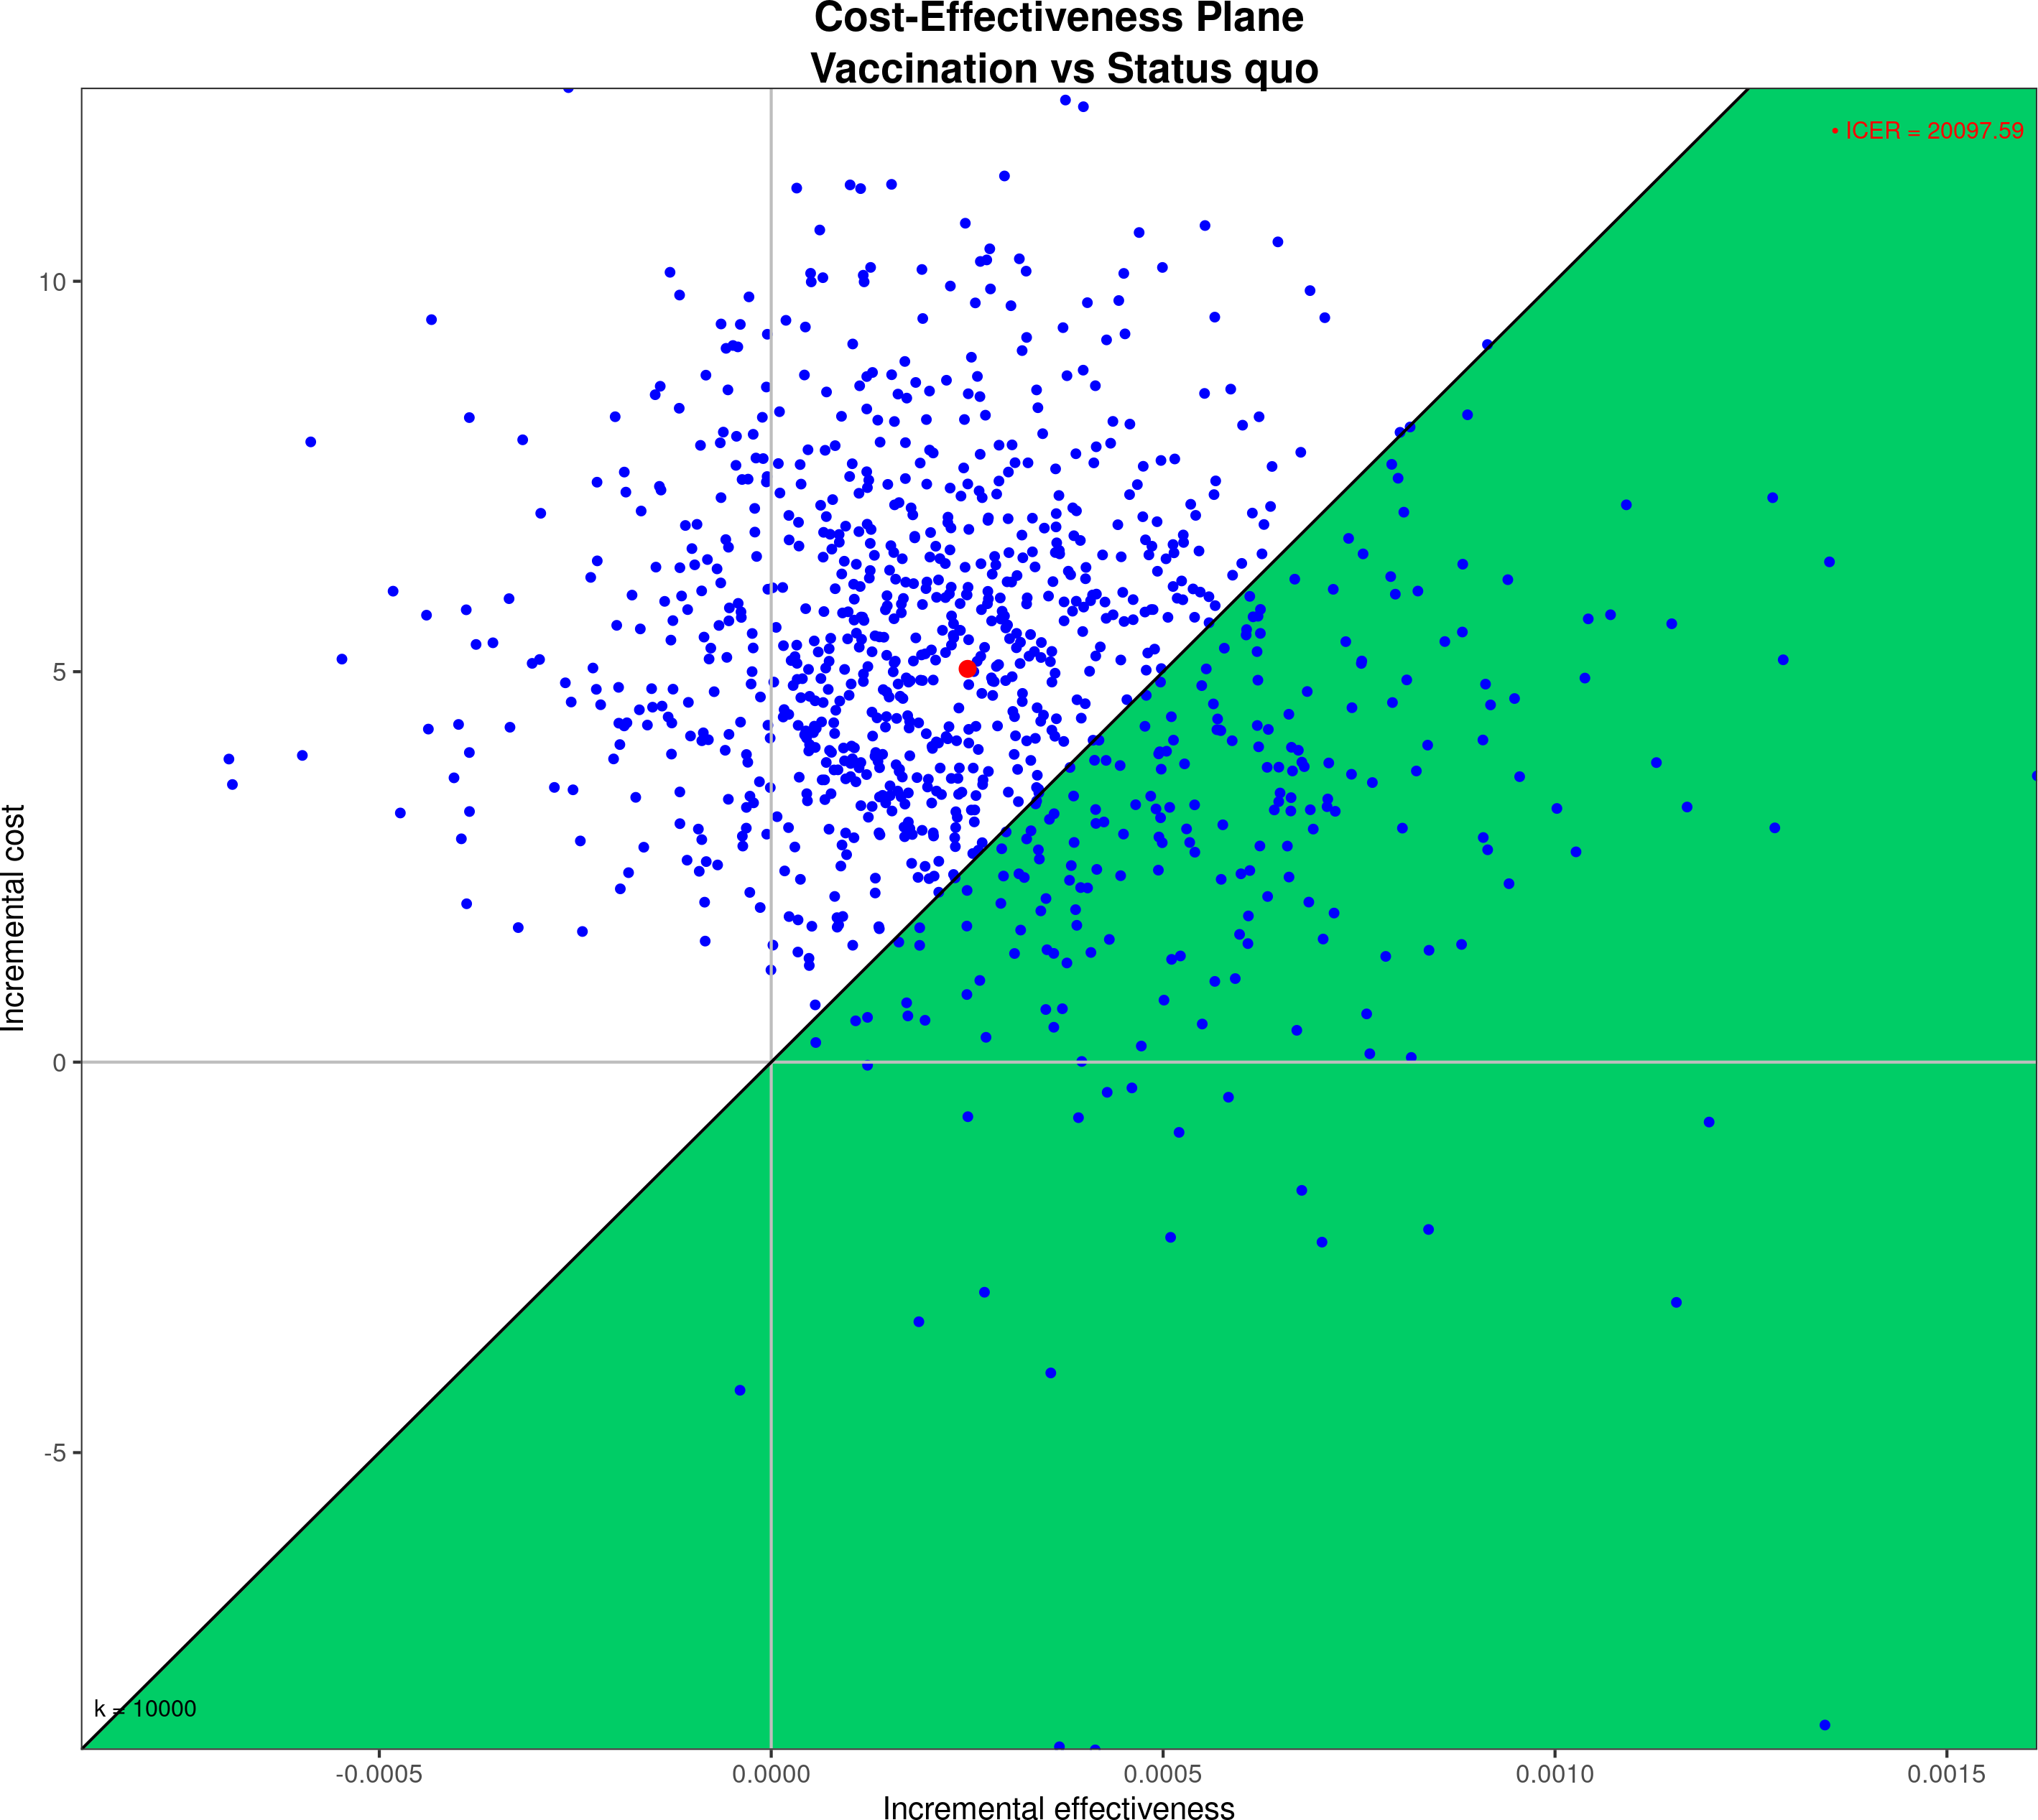 Cost-Effectiveness Plane
Vaccination vs Status quo
• ICER = 20097.59
10
5
0
-5
Incremental cost
k = 10000
-0.0005
0.0000
0.0005
0.0010
0.0015
Incremental effectiveness